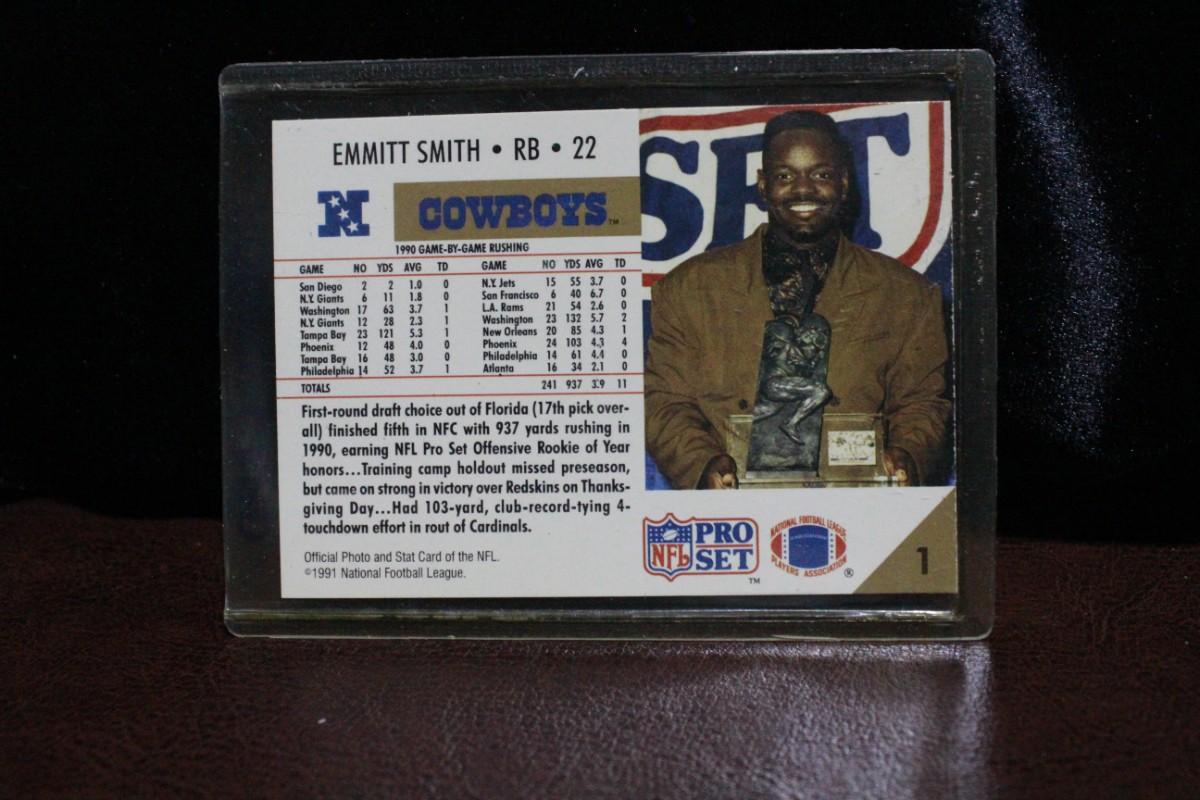 EMMITT SMITH • RB • 22
N
COWBOYS™
1990 GAME-BY-GAME RUSHING
GAME NO YDS AVG TD
San Diego 2 2 1.0 0
N.Y. Giants 6 11 1.8 0
Washington 17 63 3.7 1
N.Y. Giants 12 28 2.3 1
Tampa Bay 23 121 5.3 1
Phoenix 12 48 4.0 0
Tampa Bay 16 48 3.0 0
Philadelphia 14 52 3.7 1
GAME NO YDS AVG TD
N.Y. Jets 15 55 3.7 0
San Francisco 6 40 6.7 0
L.A. Rams 21 54 2.6 0
Washington 23 132 5.7 2
New Orleans 20 85 4.3 1
Phoenix 24 103 4.3 4
Philadelphia 14 61 4.4 0
Atlanta 16 34 2.1 0
TOTALS 241 937 3.9 11
First-round draft choice out of Florida (17th pick over-
all) finished fifth in NFC with 937 yards rushing in
1990, earning NFL Pro Set Offensive Rookie of Year
honors...Training camp holdout missed preseason,
but came on strong in victory over Redskins on Thanks-
giving Day...Had 103-yard, club-record-tying 4-
touchdown effort in rout of Cardinals.
Official Photo and Stat Card of the NFL.
©1991 National Football League.
SET
NFL PRO
SET™
NATIONAL FOOTBALL LEAGUE
PLAYERS ASSOCIATION ®
1